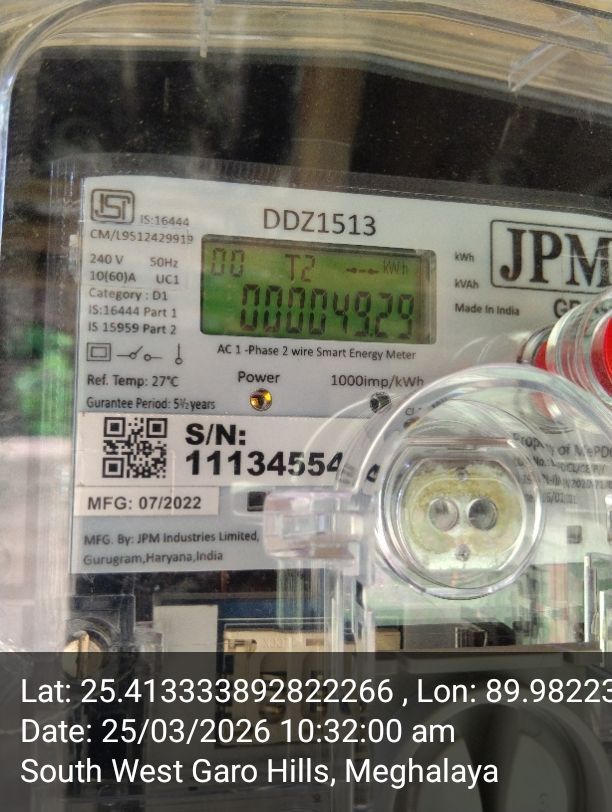 ISI
IS:16444
CM/L9512429919
DDZ1513
240 V 50Hz
10(60)A UC1
Category : D1
IS:16444 Part 1
IS 15959 Part 2
00 T2 kWh
00004929
kWh
kVAh
Made In India
JPM
AC 1 -Phase 2 wire Smart Energy Meter
Ref. Temp: 27°C
Power
1000imp/kWh
Gurantee Period: 5½ years
S/N:
11134554
MFG: 07/2022
Property of MePD
MFG. By: JPM Industries Limited,
Gurugram,Haryana,India
Lat: 25.413333892822266 , Lon: 89.98223
Date: 25/03/2026 10:32:00 am
South West Garo Hills, Meghalaya